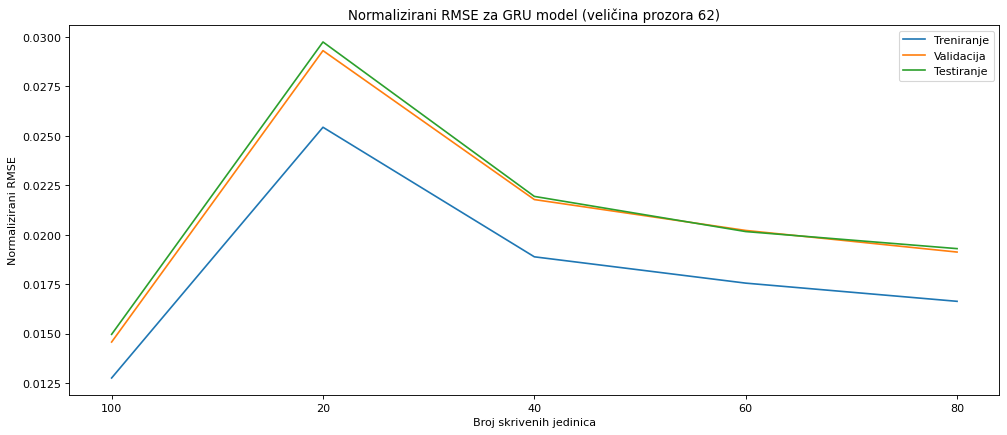 Normalizirani RMSE za GRU model (veličina prozora 62)
Treniranje
Validacija
Testiranje
Normalizirani RMSE
0.0300
0.0275
0.0250
0.0225
0.0200
0.0175
0.0150
0.0125
100 20 40 60 80
Broj skrivenih jedinica